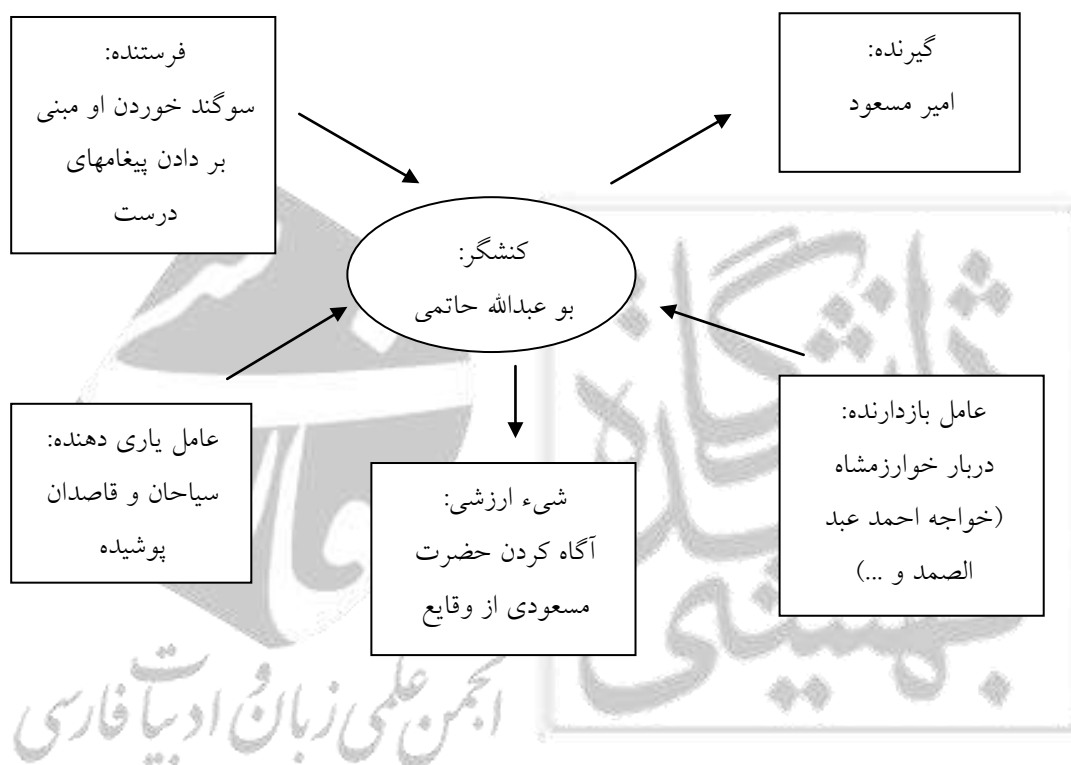 فرستنده:
سوگند خوردن او مبنی
بر دادن پیغامهای
درست
گیرنده:
امیر مسعود
کنشگر:
بو عبدالله حاتمی
عامل یاری دهنده:
سیاحان و قاصدان
پوشیده
شیء ارزشی:
آگاه کردن حضرت
مسعودی از وقایع
عامل بازدارنده:
دربار خوارزمشاه
(خواجه احمد عبد
الصمد و ...)
انجمن علمی زبان و ادبیات فارسی